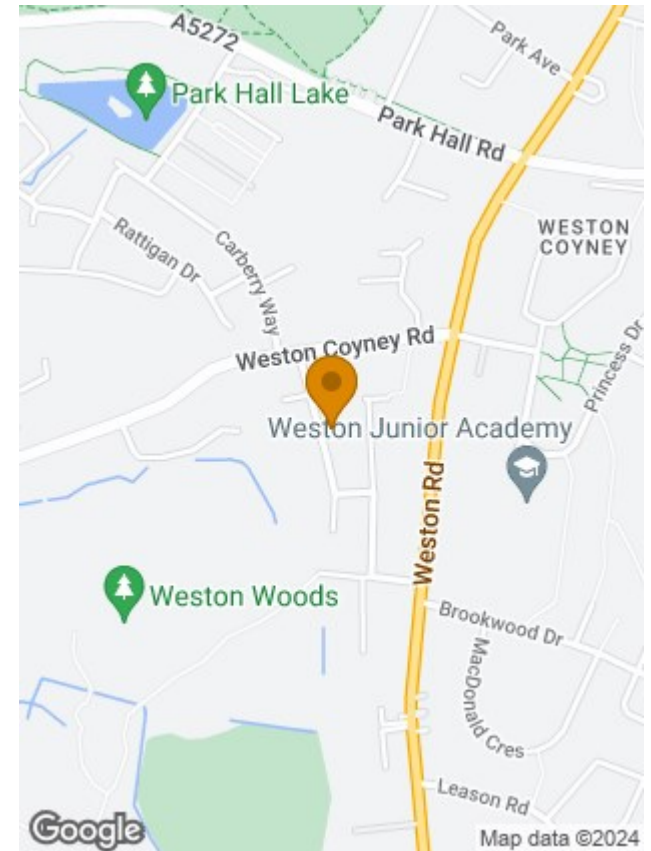 A5272
Park Ave
Park Hall Lake
Park Hall Rd
WESTON
COYNEY
Rattigan Dr
Carberry Way
Weston Coyney Rd
Princess Dr
Weston Junior Academy
Weston Rd
Weston Woods
Brookwood Dr
MacDonald Cres
Leason Rd
Google
Map data ©2024